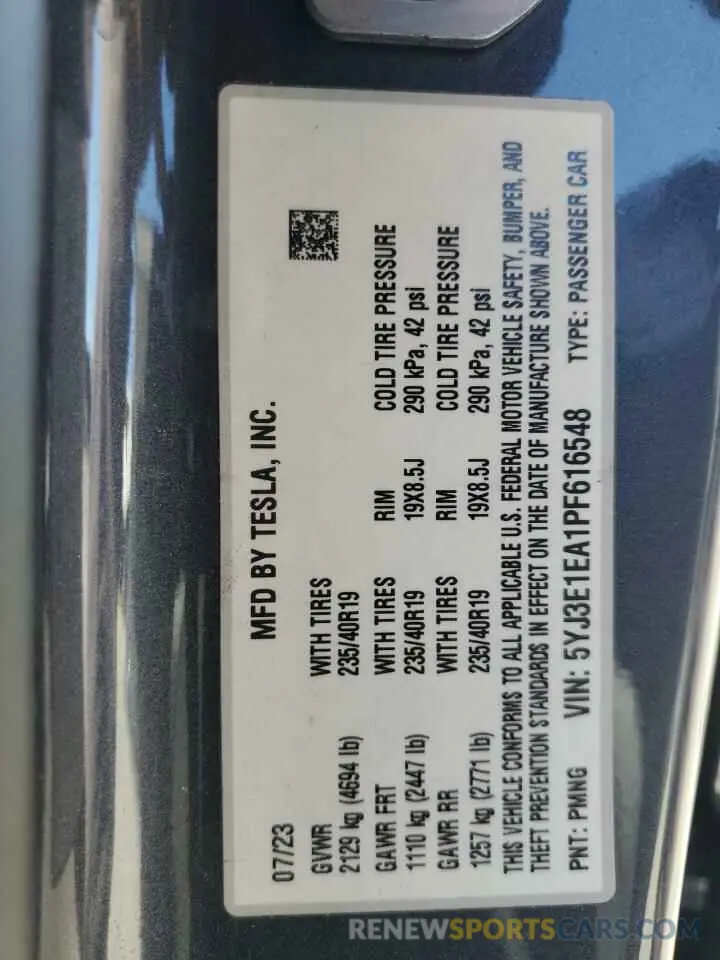 MFD BY TESLA, INC.
07/23
GVWR WITH TIRES
2129 kg (4694 lb) 235/40R19
GAWR FRT WITH TIRES RIM COLD TIRE PRESSURE
1110 kg (2447 lb) 235/40R19 19X8.5J 290 kPa, 42 psi
GAWR RR WITH TIRES RIM COLD TIRE PRESSURE
1257 kg (2771 lb) 235/40R19 19X8.5J 290 kPa, 42 psi
THIS VEHICLE CONFORMS TO ALL APPLICABLE U.S. FEDERAL MOTOR VEHICLE SAFETY, BUMPER, AND
THEFT PREVENTION STANDARDS IN EFFECT ON THE DATE OF MANUFACTURE SHOWN ABOVE.
PNT: PMNG VIN: 5YJ3E1EA1PF616548 TYPE: PASSENGER CAR
RENEWSPORTSCARS.COM